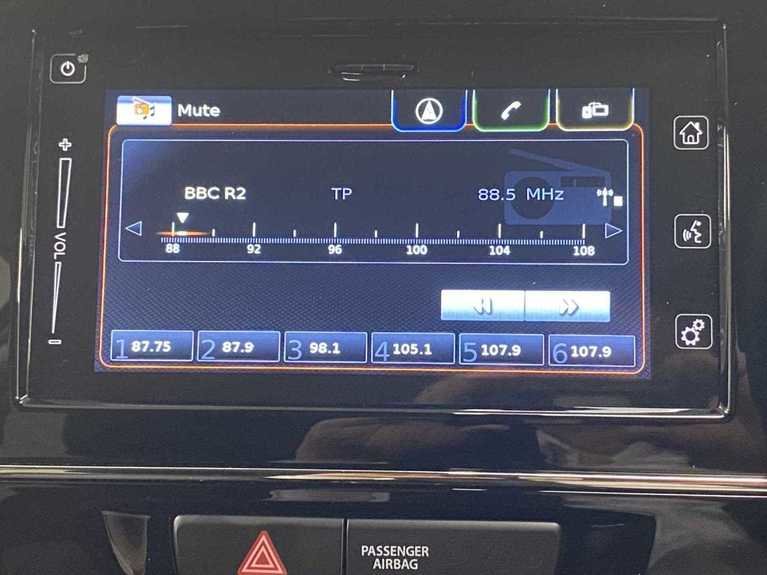 Mute
BBC R2 TP 88.5 MHz
88 92 96 100 104 108
1 87.75 2 87.9 3 98.1 4 105.1 5 107.9 6 107.9
+
VOL
-
PASSENGER
AIRBAG